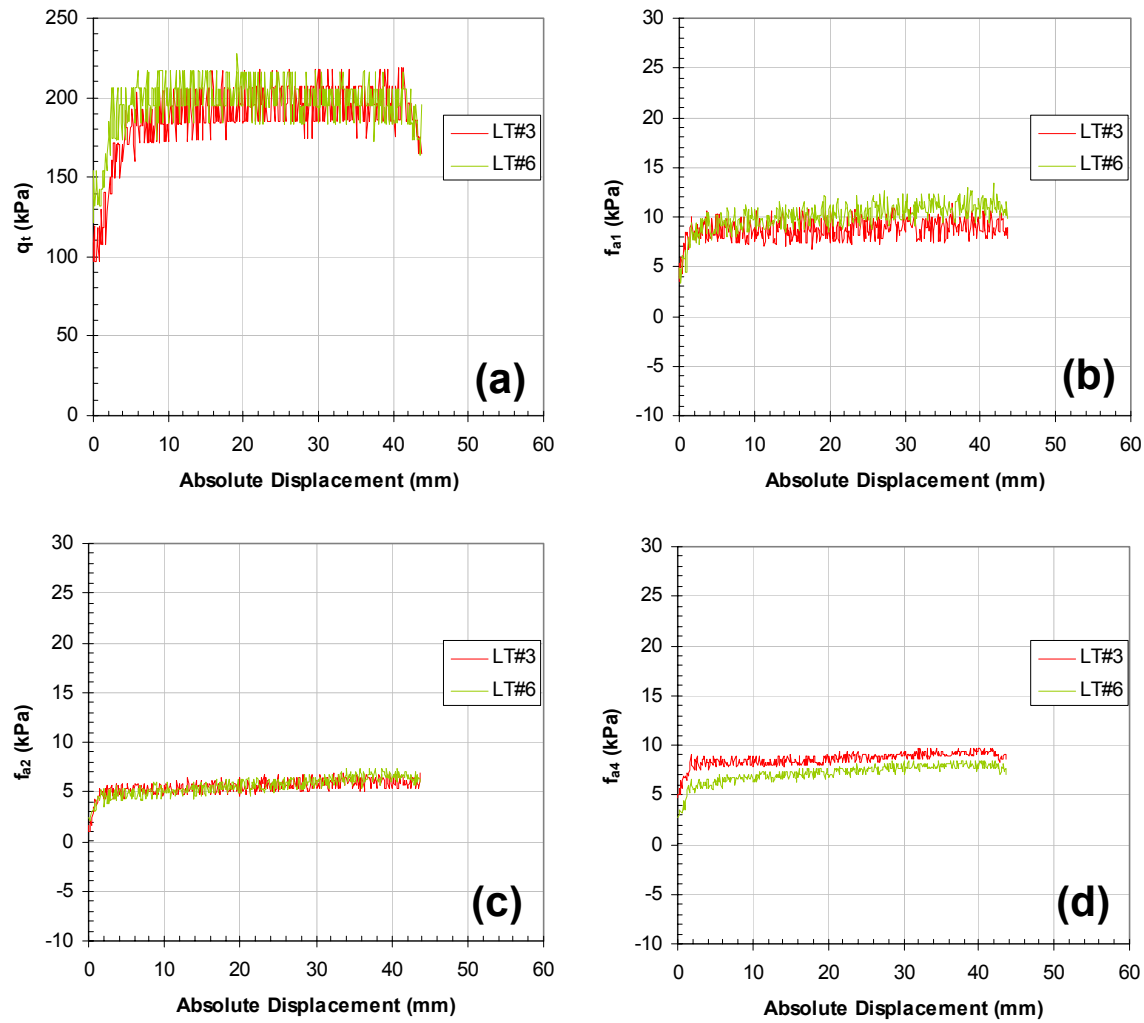 250
200
150
100
50
0
qt (kPa)
0 10 20 30 40 50 60
Absolute Displacement (mm)
LT#3
LT#6
(a)
30
25
20
15
10
5
0
-5
-10
fa1 (kPa)
0 10 20 30 40 50 60
Absolute Displacement (mm)
LT#3
LT#6
(b)
30
25
20
15
10
5
0
-5
-10
fa2 (kPa)
0 10 20 30 40 50 60
Absolute Displacement (mm)
LT#3
LT#6
(c)
30
25
20
15
10
5
0
-5
-10
fa4 (kPa)
0 10 20 30 40 50 60
Absolute Displacement (mm)
LT#3
LT#6
(d)